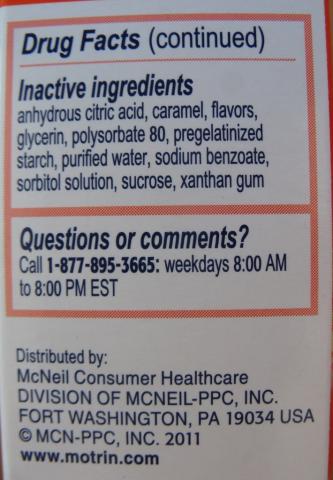 Drug Facts (continued)
Inactive ingredients
anhydrous citric acid, caramel, flavors,
glycerin, polysorbate 80, pregelatinized
starch, purified water, sodium benzoate,
sorbitol solution, sucrose, xanthan gum
Questions or comments?
Call 1-877-895-3665: weekdays 8:00 AM
to 8:00 PM EST
Distributed by:
McNeil Consumer Healthcare
DIVISION OF MCNEIL-PPC, INC.
FORT WASHINGTON, PA 19034 USA
© MCN-PPC, INC. 2011
www.motrin.com